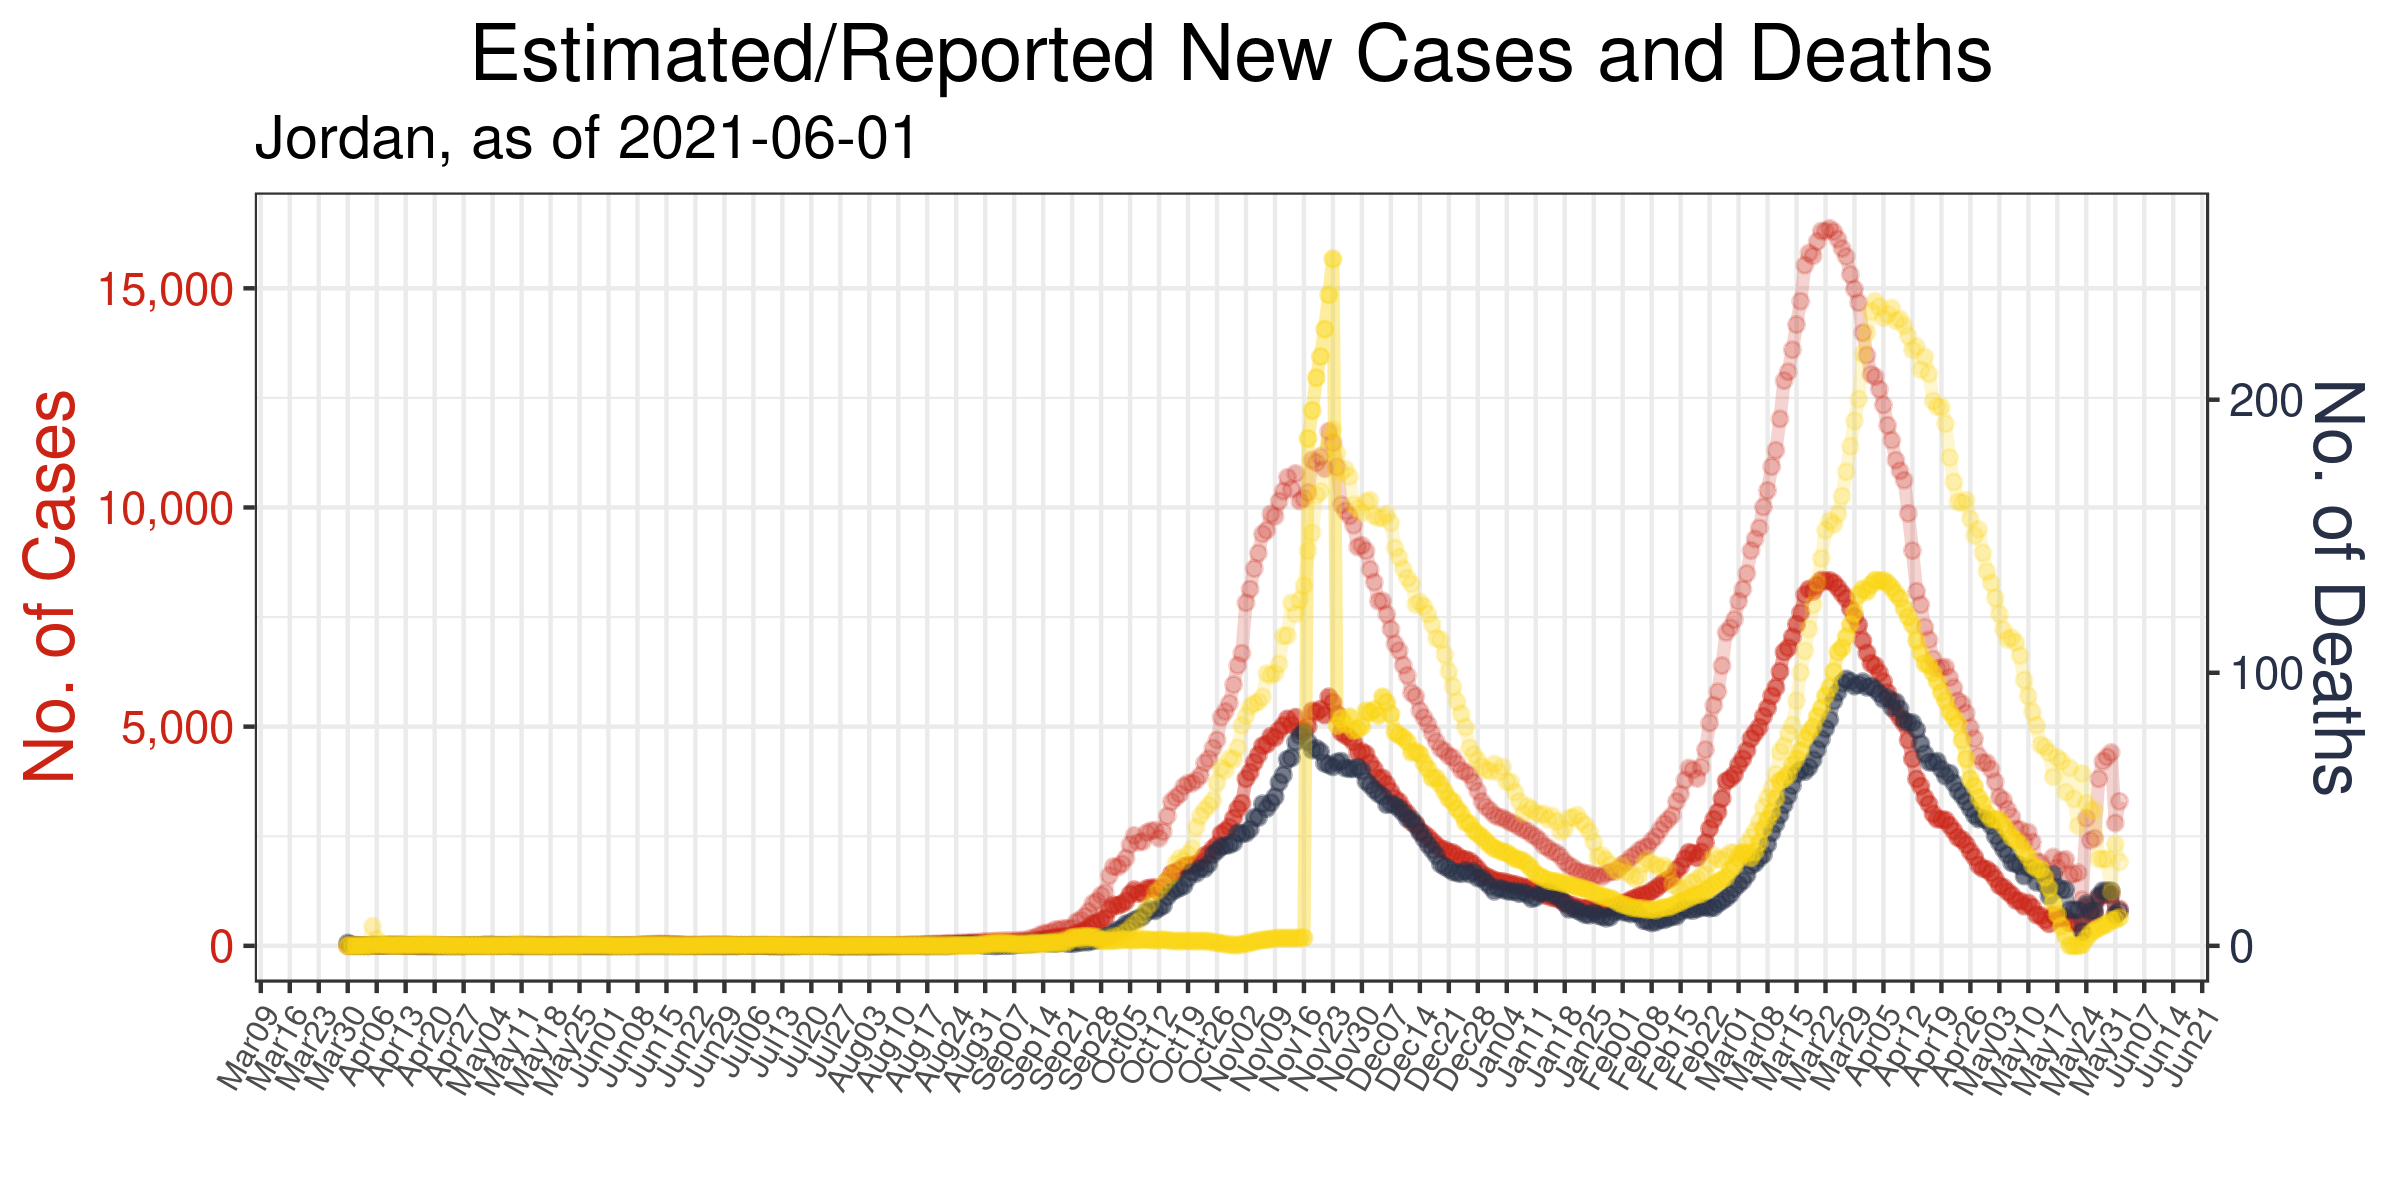 Estimated/Reported New Cases and Deaths
Jordan, as of 2021-06-01
No. of Cases
15,000
10,000
5,000
0
200
100
0
No. of Deaths
Mar09
Mar16
Mar23
Mar30
Apr06
Apr13
Apr20
Apr27
May04
May11
May18
May25
Jun01
Jun08
Jun15
Jun22
Jun29
Jul06
Jul13
Jul20
Jul27
Aug03
Aug10
Aug17
Aug24
Aug31
Sep07
Sep14
Sep21
Sep28
Oct05
Oct12
Oct19
Oct26
Nov02
Nov09
Nov16
Nov23
Nov30
Dec07
Dec14
Dec21
Dec28
Jan04
Jan11
Jan18
Jan25
Feb01
Feb08
Feb15
Feb22
Mar01
Mar08
Mar15
Mar22
Mar29
Apr05
Apr12
Apr19
Apr26
May03
May10
May17
May24
May31
Jun07
Jun14
Jun21